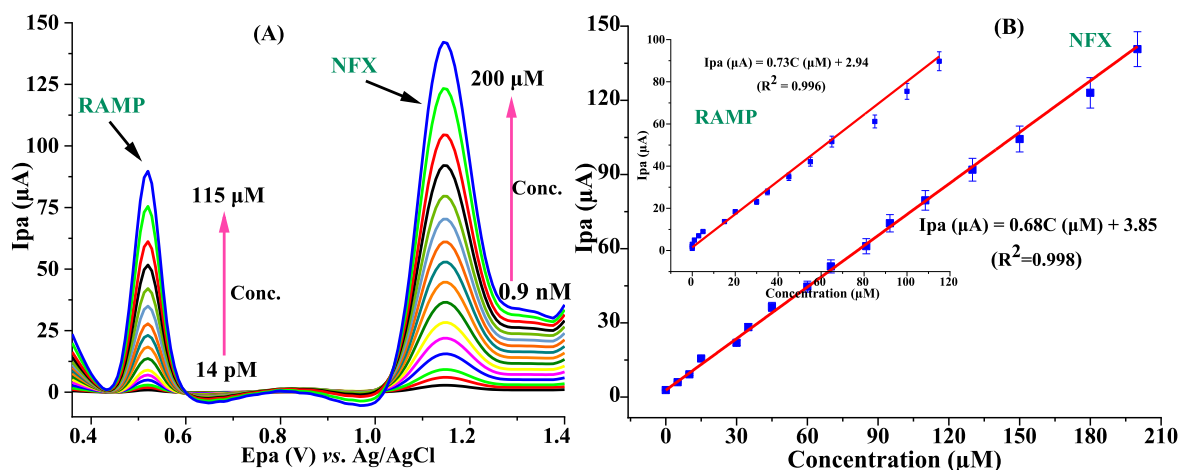 (A)
RAMP
NFX
115 μM
14 pM
Conc.
200 μM
0.9 nM
Conc.
150
125
100
75
50
25
0
Ipa (μA)
0.4 0.6 0.8 1.0 1.2 1.4
Epa (V) vs. Ag/AgCl
(B)
NFX
Ipa (μA) = 0.68C (μM) + 3.85
(R²=0.998)
150
120
90
60
30
0
Ipa (μA)
0 30 60 90 120 150 180 210
Concentration (μM)
Ipa (μA) = 0.73C (μM) + 2.94
(R² = 0.996)
RAMP
100
80
60
40
20
0
Ipa (μA)
0 20 40 60 80 100 120
Concentration (μM)